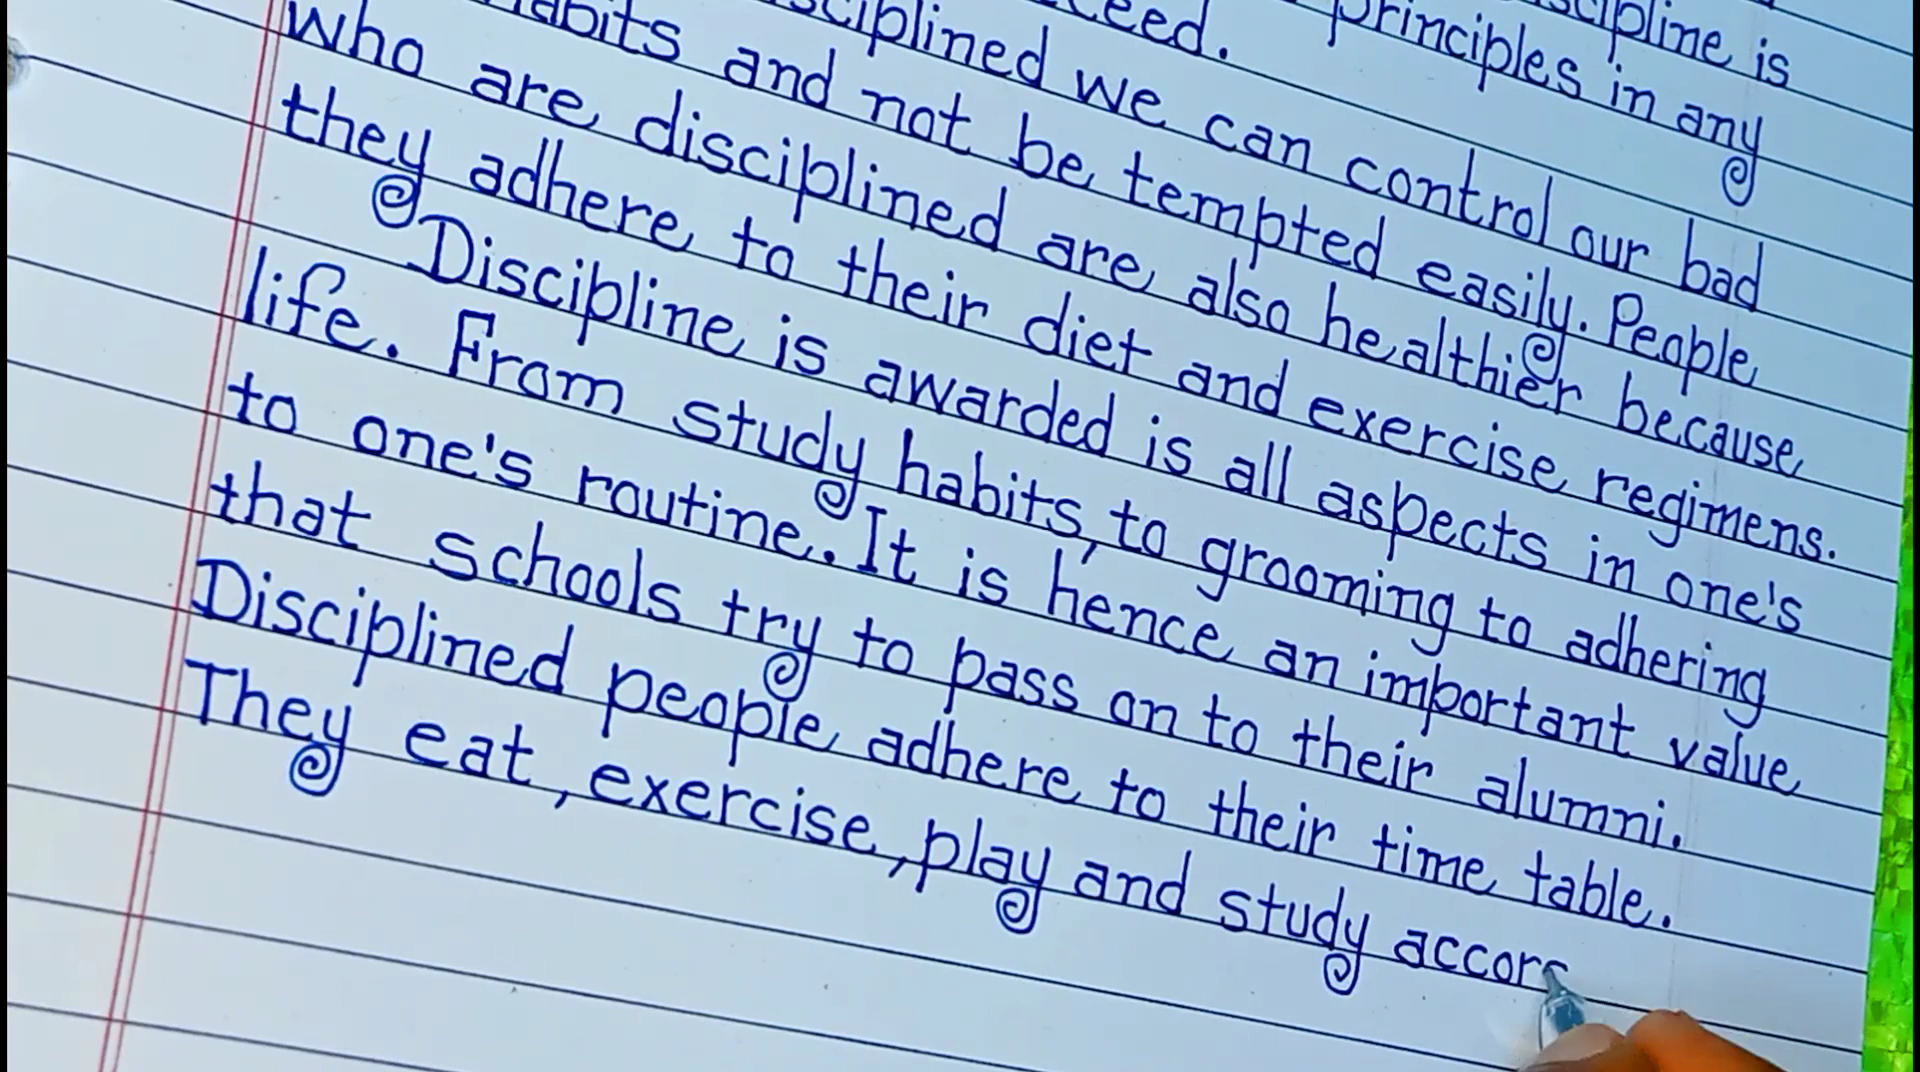 is
principles in any
and
we can control our bad
habits and not be tempted easily. People
who are disciplined are also healthier because
they adhere to their diet and exercise regimens.
Discipline is awarded is all aspects in one's
life. From study habits, to grooming to adhering
to one's routine. It is hence an important value
that schools try to pass on to their alumni.
Disciplined people adhere to their time table.
They eat, exercise, play and study